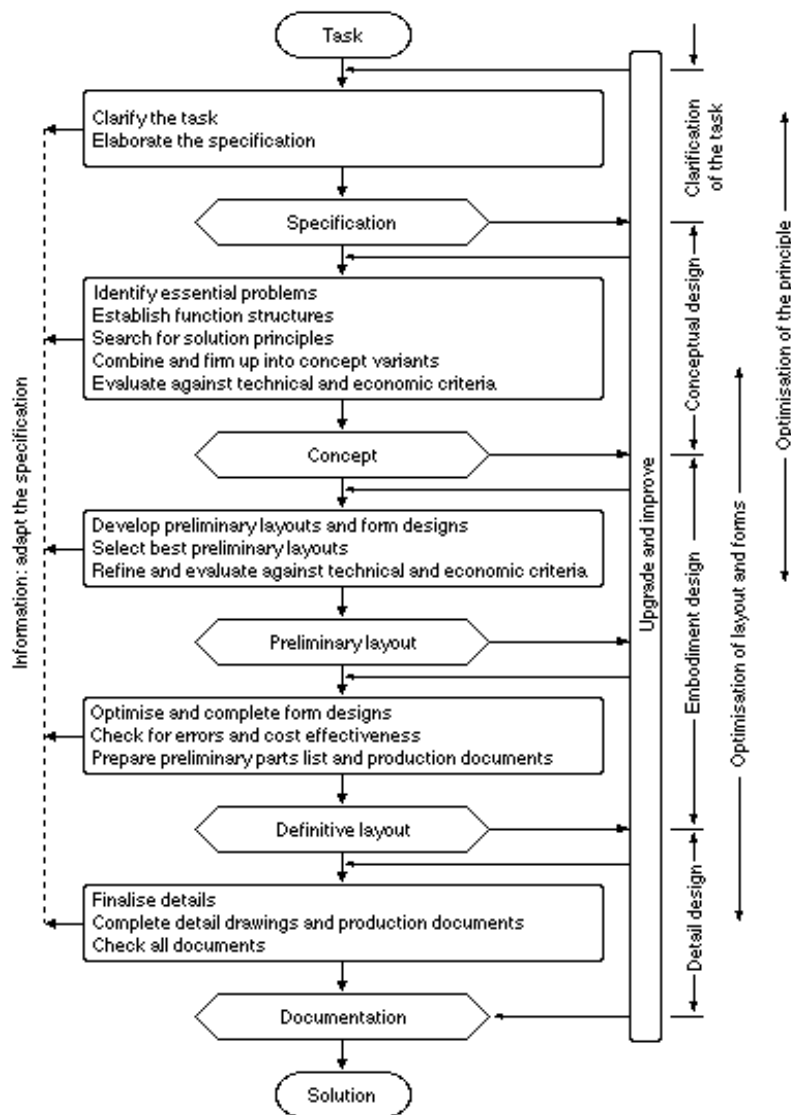 Task
Clarify the task
Elaborate the specification
Specification
Identify essential problems
Establish function structures
Search for solution principles
Combine and firm up into concept variants
Evaluate against technical and economic criteria
Concept
Develop preliminary layouts and form designs
Select best preliminary layouts
Refine and evaluate against technical and economic criteria
Preliminary layout
Optimise and complete form designs
Check for errors and cost effectiveness
Prepare preliminary parts list and production documents
Definitive layout
Finalise details
Complete detail drawings and production documents
Check all documents
Documentation
Solution
Information: adapt the specification
Upgrade and improve
Clarification
of the task
Conceptual design
Embodiment design
Detail design
Optimisation of layout and forms
Optimisation of the principle